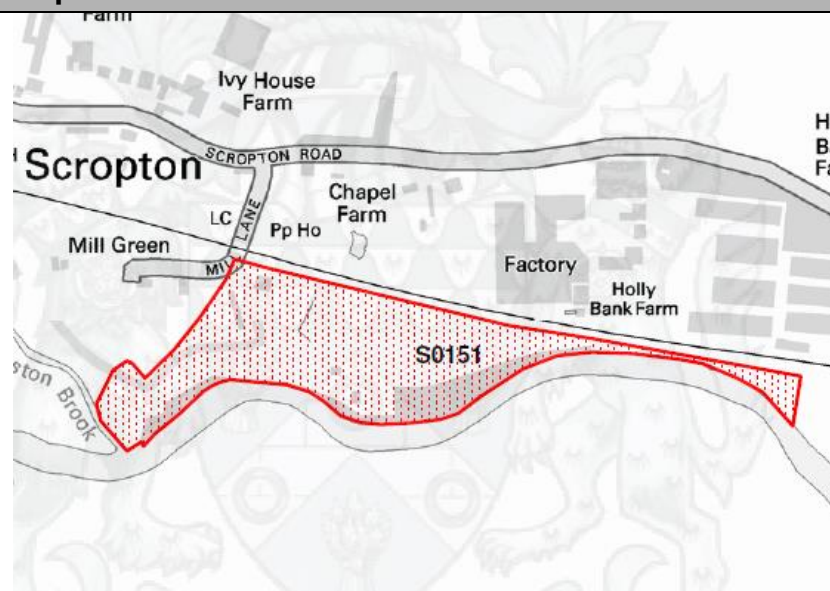 Farm
Ivy House
Farm
SCROPTON ROAD
Scropton
Chapel
Farm
LC
LANE
Pp Ho
Mill Green
MILL
Factory
Holly
Bank Farm
S0151
Brook